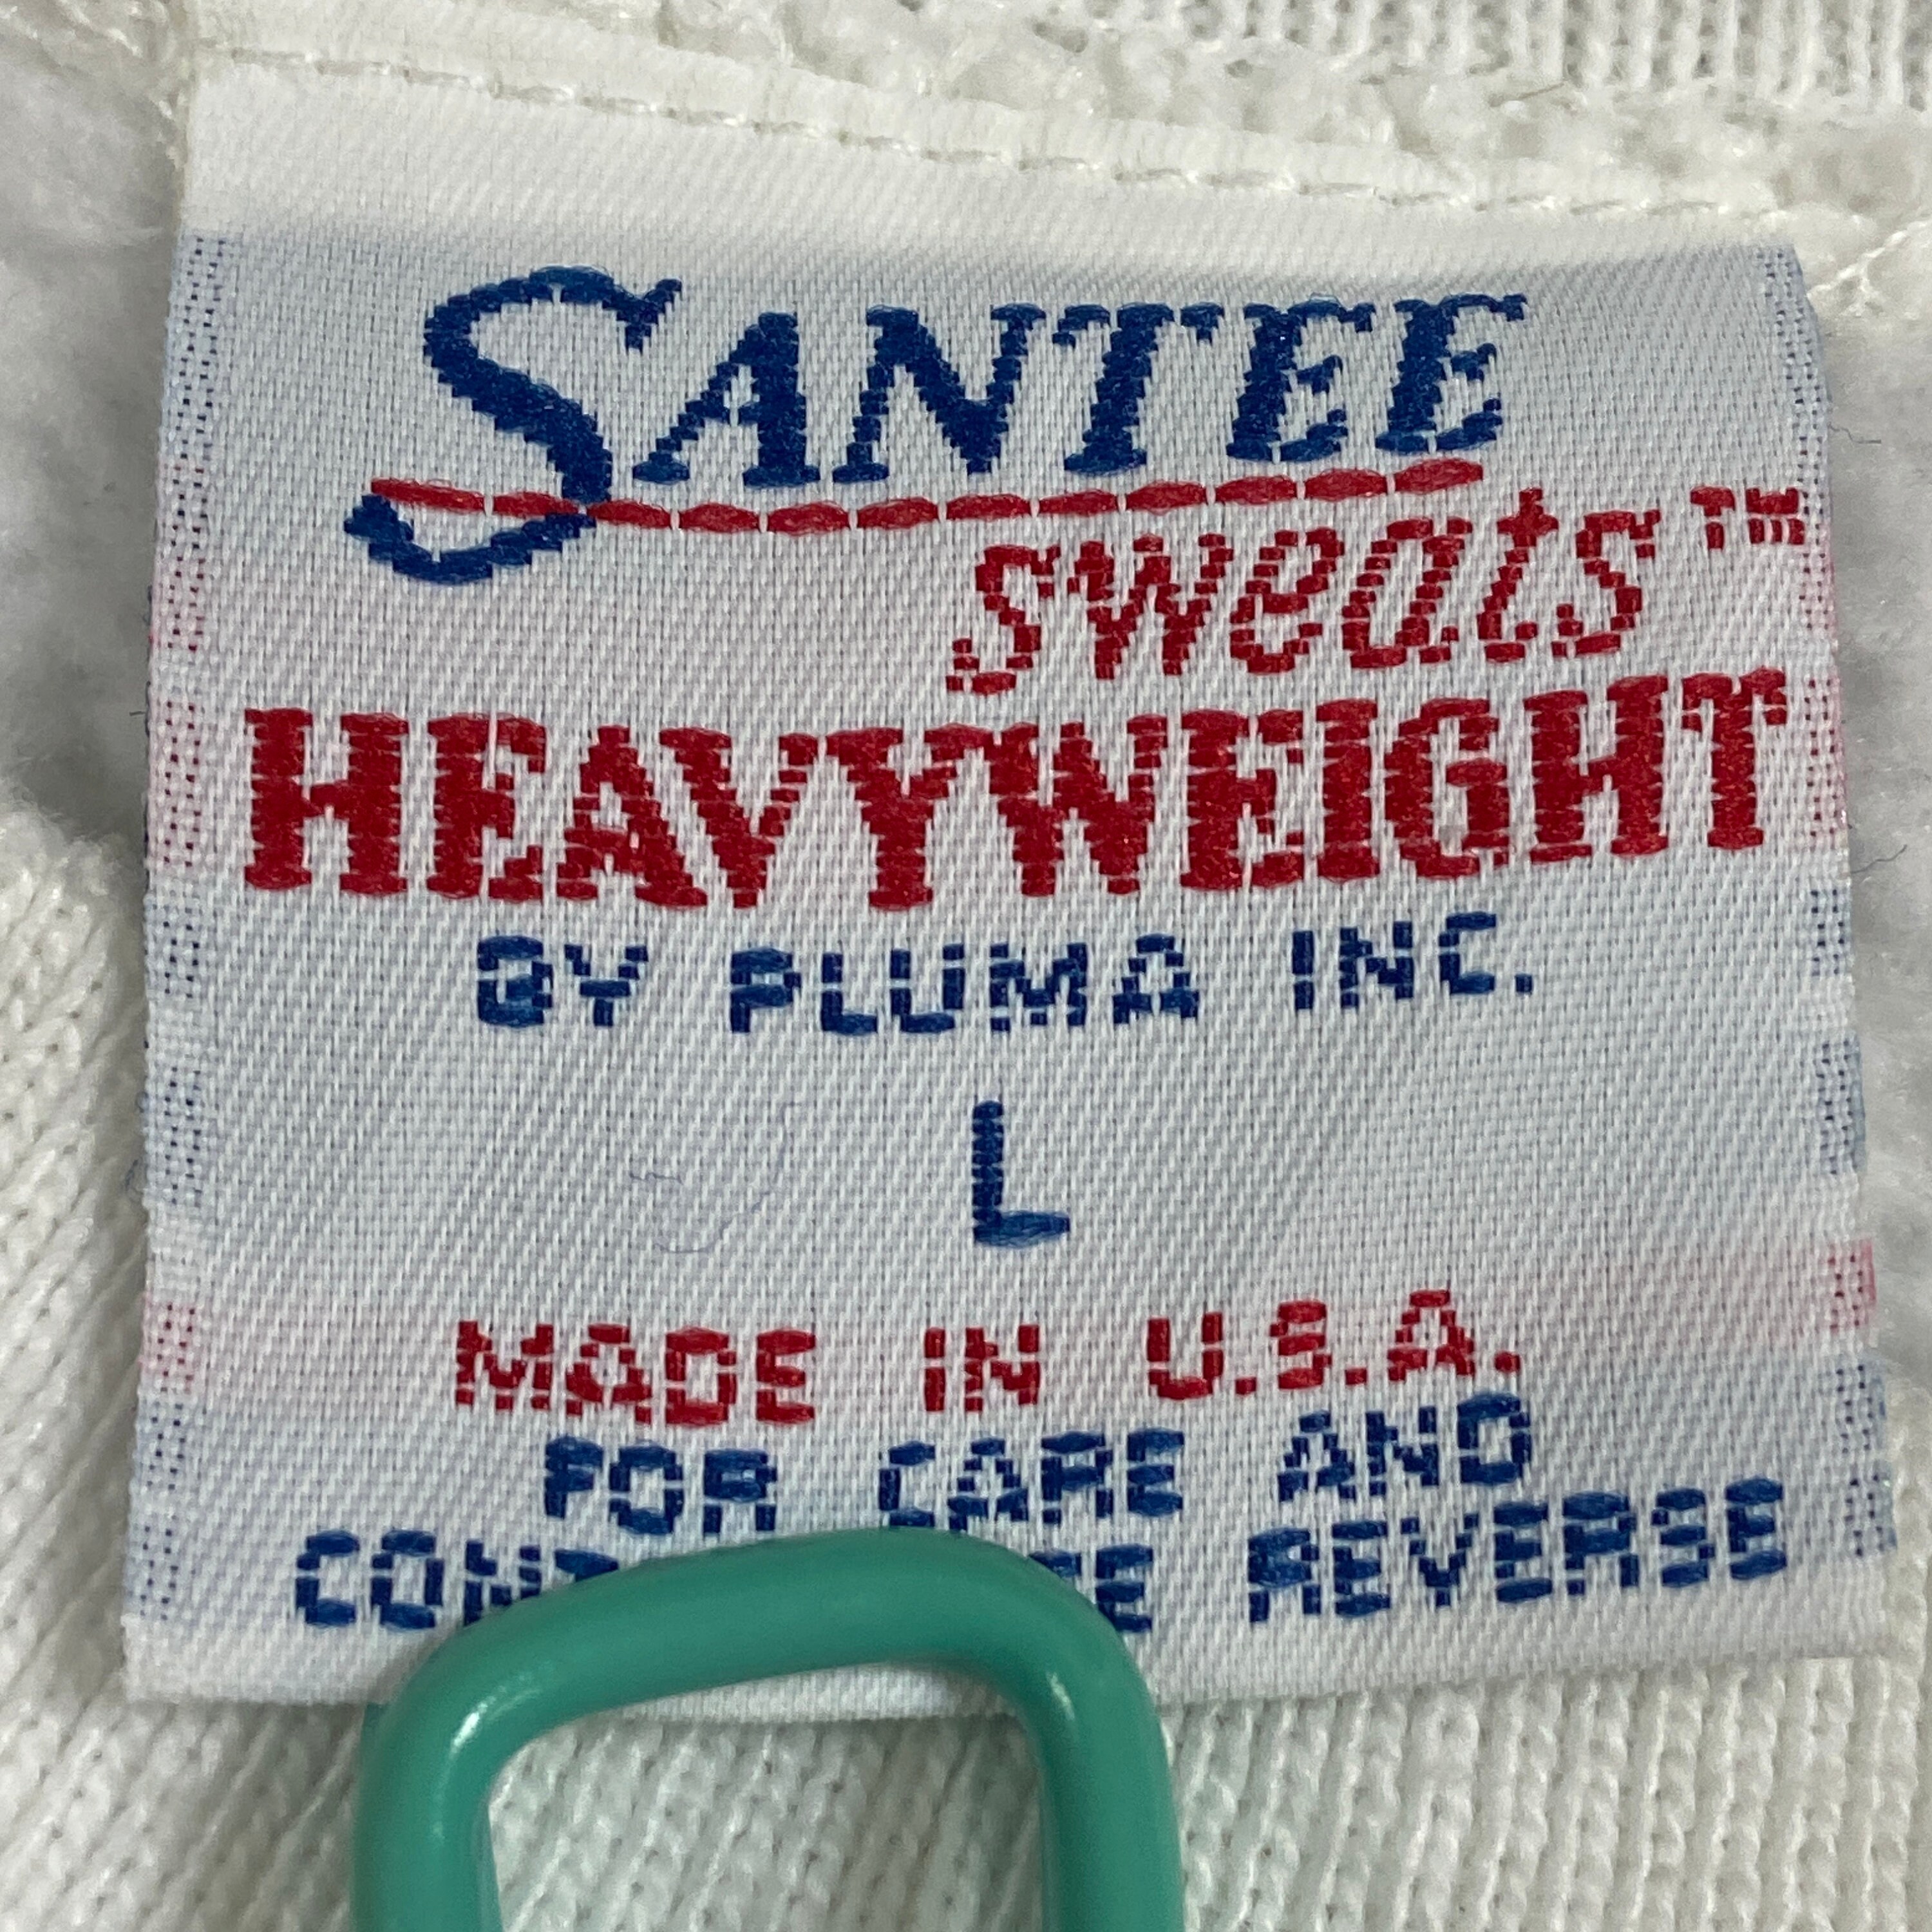 SANTEE
sweats™
HEAVYWEIGHT
BY PLUMA INC.
L
MADE IN U.S.A.
FOR CARE AND
REVERSE